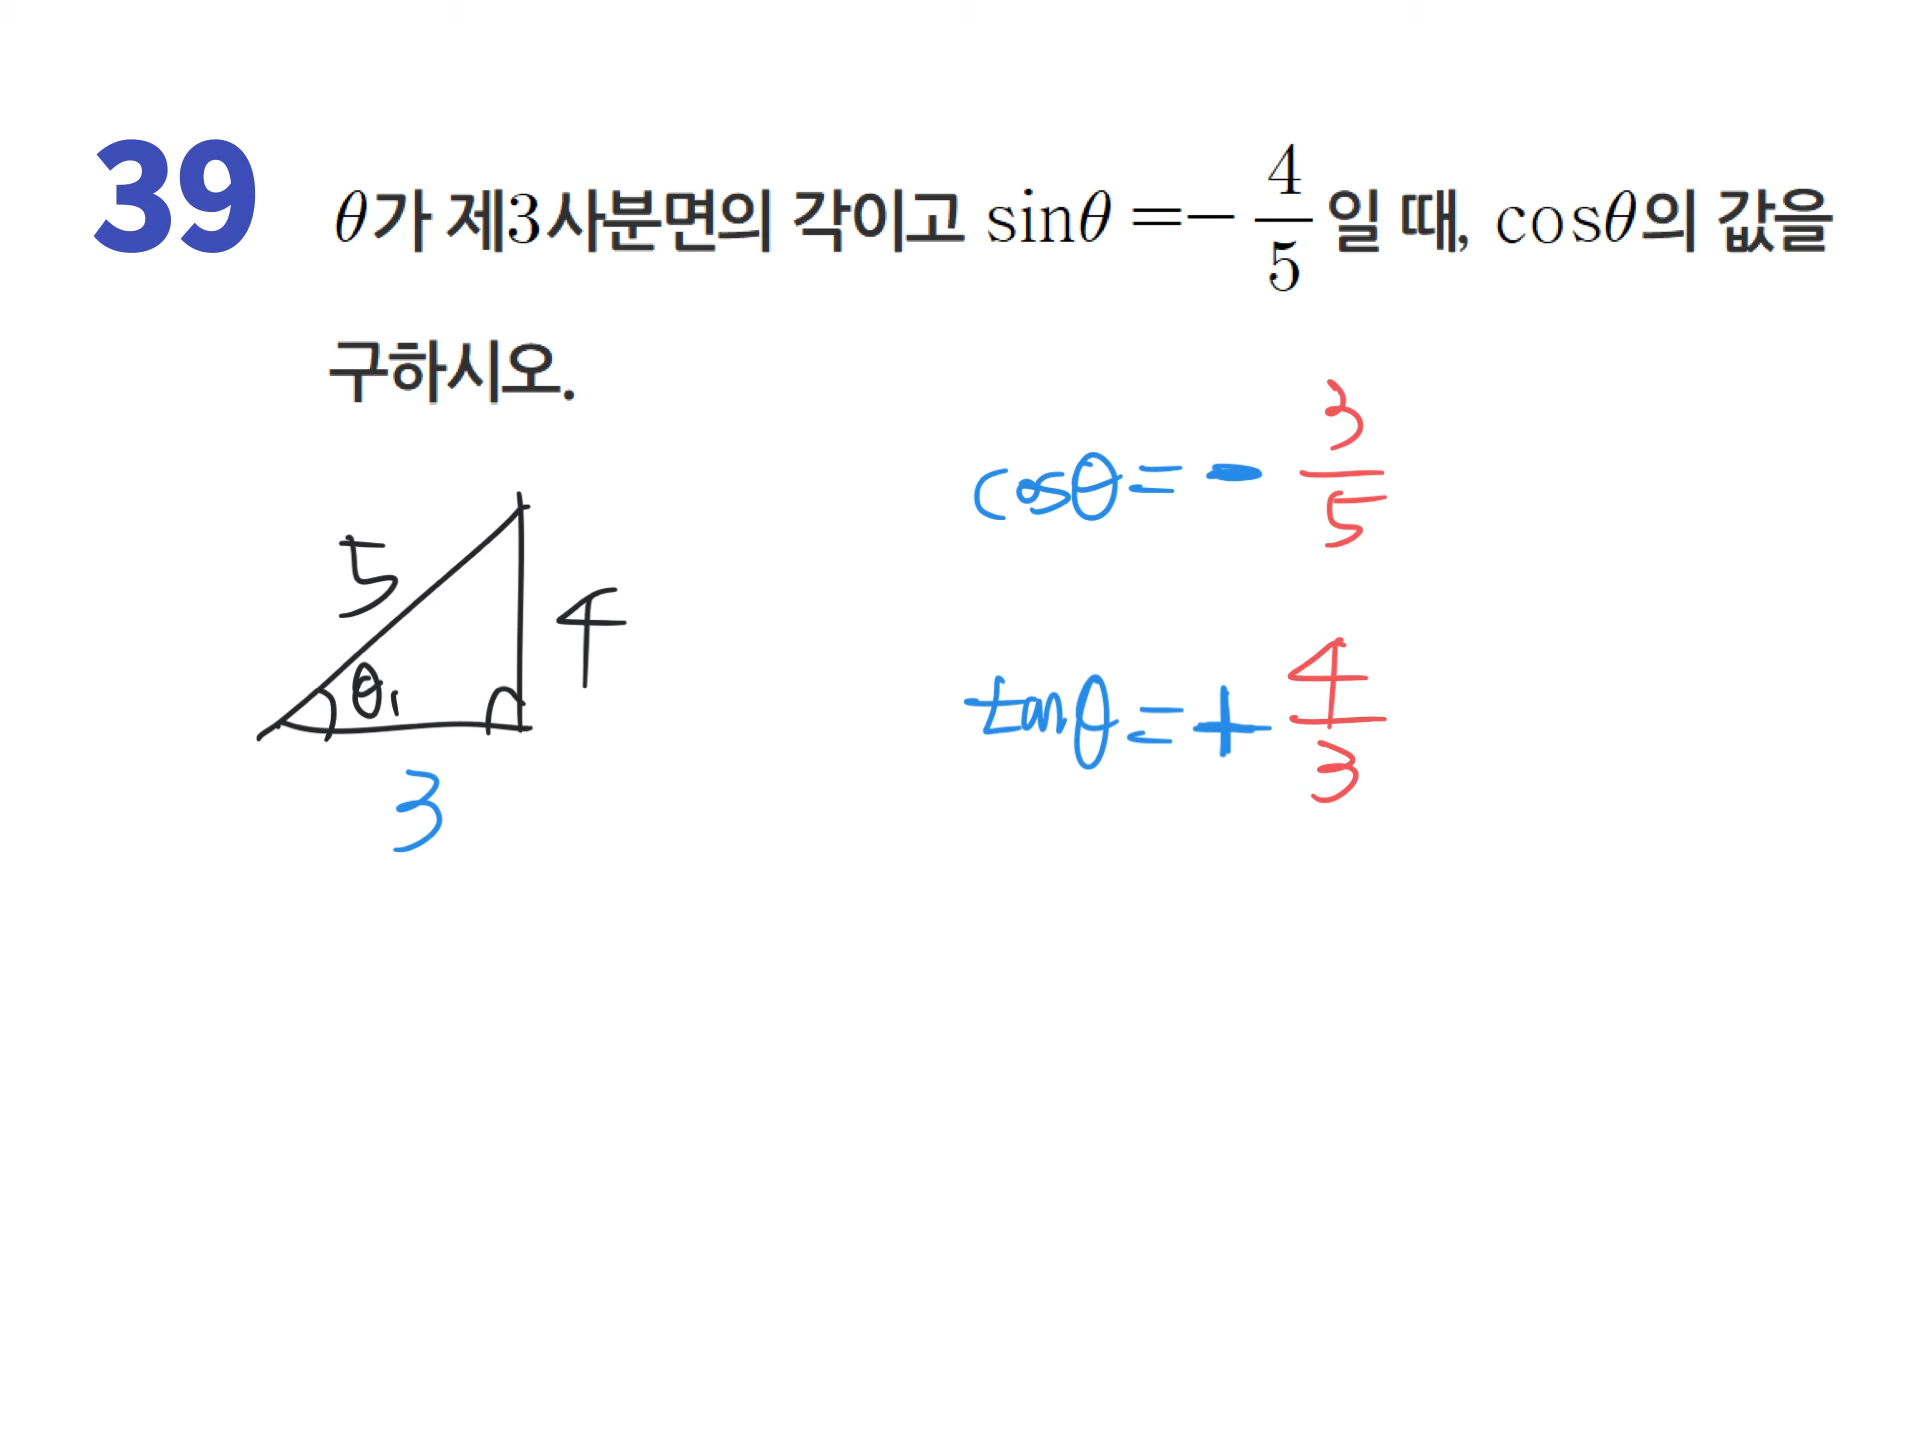 39 θ가 제3사분면의 각이고 sinθ = -4/5 일 때, cosθ의 값을
구하시오.
cosθ = - 3/5
5
4
θ₁
tanθ = + 4/3
3